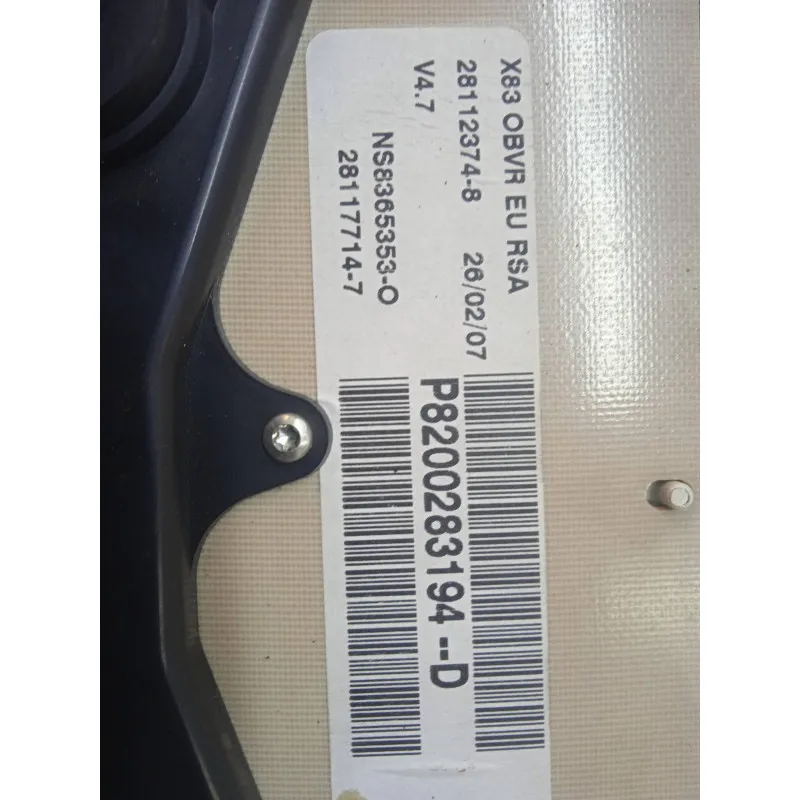 X83 OBVR EU RSA
28112374-8 26/02/07
V4.7
NS8365353-O
28117714-7
P8200283194--D